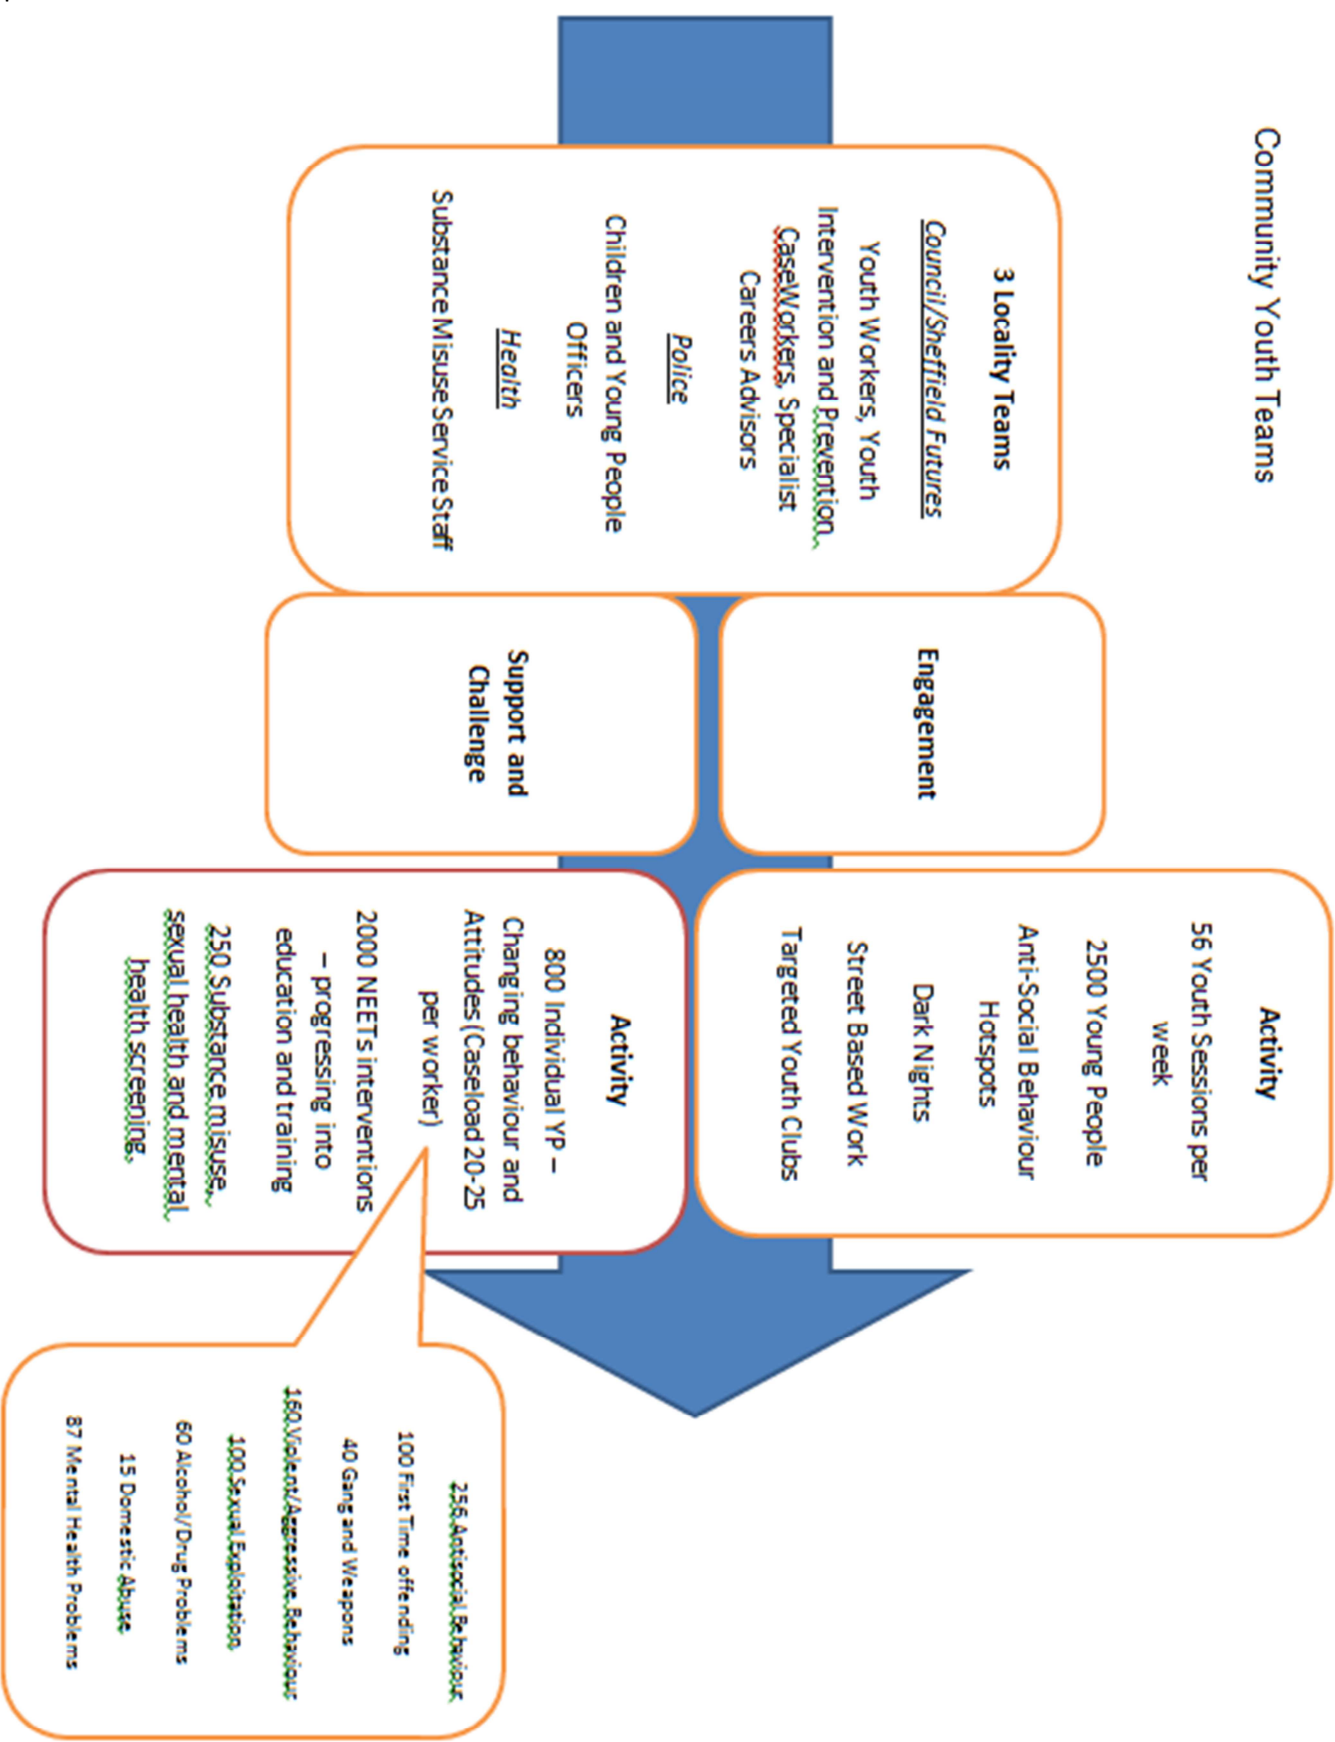 Community Youth Teams
3 Locality Teams
Council/Sheffield Futures
Youth Workers, Youth
Intervention and Prevention
CaseWorkers, Specialist
Careers Advisors
Police
Children and Young People
Officers
Health
Substance Misuse Service Staff
Engagement
Support and
Challenge
Activity
56 Youth Sessions per
week
2500 Young People
Anti-Social Behaviour
Hotspots
Dark Nights
Street Based Work
Targeted Youth Clubs
Activity
800 Individual YP –
Changing behaviour and
Attitudes (Caseload 20-25
per worker)
2000 NEETs interventions
– progressing into
education and training
250 Substance misuse,
sexual health and mental
health screening.
256 Antisocial Behaviour
100 First Time offending
40 Gang and Weapons
160 Violent/Aggressive Behaviour
100 Sexual Exploitation
60 Alcohol/Drug Problems
15 Domestic Abuse
87 Mental Health Problems